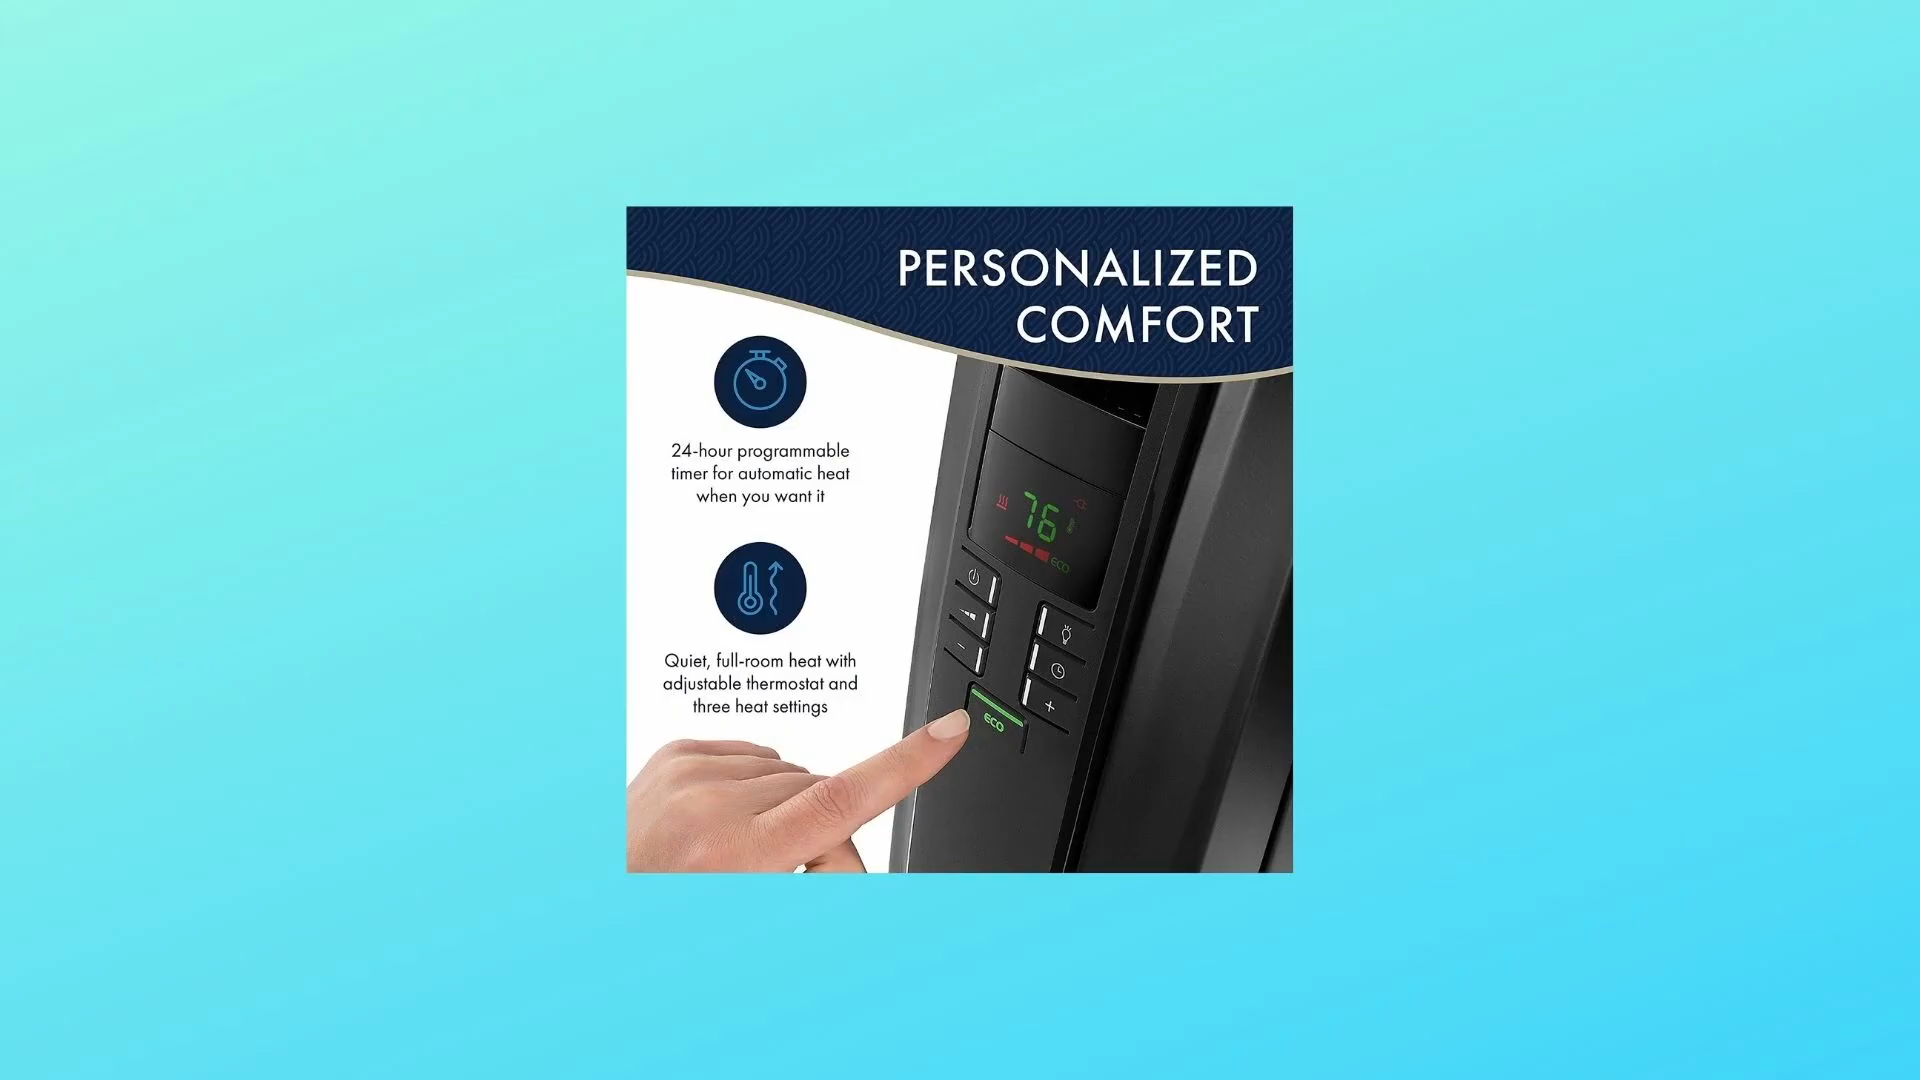 PERSONALIZED
COMFORT
24-hour programmable
timer for automatic heat
when you want it
Quiet, full-room heat with
adjustable thermostat and
three heat settings
76
ECO
−
+
ECO